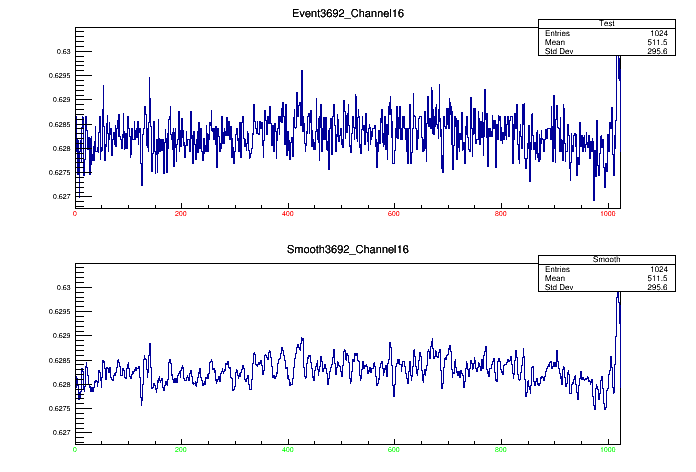 Event3692_Channel16
Test
Entries 1024
Mean 511.5
Std Dev 295.6
0.63
0.6295
0.629
0.6285
0.628
0.6275
0.627
0 200 400 600 800 1000
Smooth3692_Channel16
Smooth
Entries 1024
Mean 511.5
Std Dev 295.6
0.63
0.6295
0.629
0.6285
0.628
0.6275
0.627
0 200 400 600 800 1000